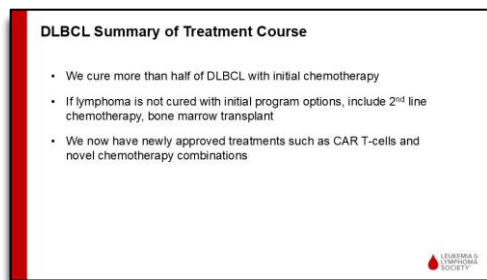 DLBCL Summary of Treatment Course
• We cure more than half of DLBCL with initial chemotherapy
• If lymphoma is not cured with initial program options, include 2nd line
chemotherapy, bone marrow transplant
• We now have newly approved treatments such as CAR T-cells and
novel chemotherapy combinations
LEUKEMIA &
LYMPHOMA
SOCIETY